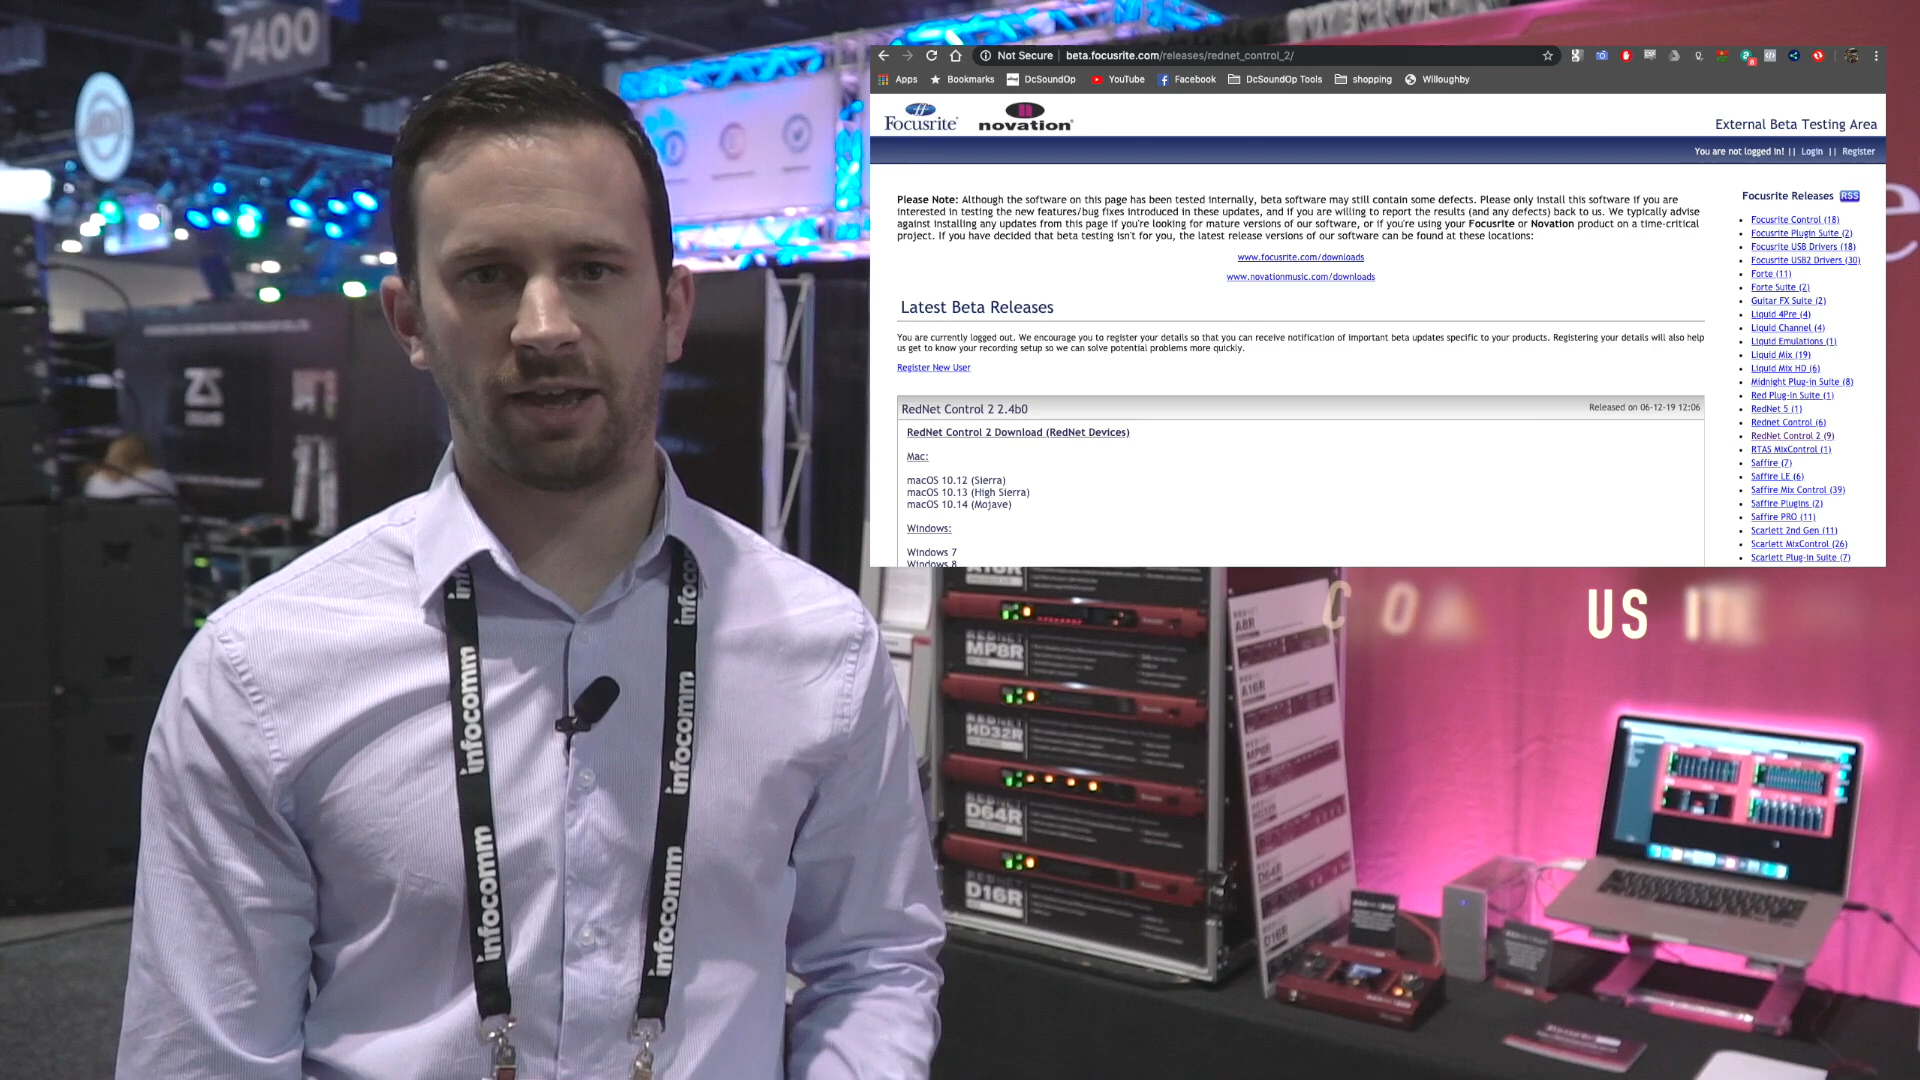 7400
Not Secure | beta.focusrite.com/releases/rednet_control_2/
Apps Bookmarks DcSoundOp YouTube Facebook DcSoundOp Tools shopping Willoughby
Focusrite novation
External Beta Testing Area
You are not logged in! || Login || Register
Please Note: Although the software on this page has been tested internally, beta software may still contain some defects. Please only install this software if you are
interested in testing the new features/bug fixes introduced in these updates, and if you are willing to report the results (and any defects) back to us. We typically advise
against installing any updates from this page if you're looking for mature versions of our software, or if you're using your Focusrite or Novation product on a time-critical
project. If you have decided that beta testing isn't for you, the latest release versions of our software can be found at these locations:
www.focusrite.com/downloads
www.novationmusic.com/downloads
Latest Beta Releases
You are currently logged out. We encourage you to register your details so that you can receive notification of important beta updates specific to your products. Registering your details will also help
us get to know your recording setup so we can solve potential problems more quickly.
Register New User
RedNet Control 2 2.4b0
Released on 06-12-19 12:06
RedNet Control 2 Download (RedNet Devices)
Mac:
macOS 10.12 (Sierra)
macOS 10.13 (High Sierra)
macOS 10.14 (Mojave)
Windows:
Windows 7
Windows 8
Focusrite Releases RSS
Focusrite Control (18)
Focusrite Plugin Suite (2)
Focusrite USB Drivers (18)
Focusrite USB2 Drivers (30)
Forte (11)
Forte Suite (2)
Guitar FX Suite (2)
Liquid 4Pre (4)
Liquid Channel (4)
Liquid Emulations (1)
Liquid Mix (19)
Liquid Mix HD (6)
Midnight Plug-in Suite (8)
Red Plug-in Suite (1)
RedNet 5 (1)
Rednet Control (6)
RedNet Control 2 (9)
RTAS MixControl (1)
Saffire (7)
Saffire LE (6)
Saffire Mix Control (39)
Saffire Plugins (2)
Saffire PRO (11)
Scarlett 2nd Gen (11)
Scarlett MixControl (26)
Scarlett Plug-in Suite (7)
infocomm
infocomm
infocomm
infocomm
infocomm
US
A16R
REDNET
MP8R
REDNET
HD32R
REDNET
D64R
REDNET
D16R
A8R
A16R
MP8R
HD32R
D64R
D16R